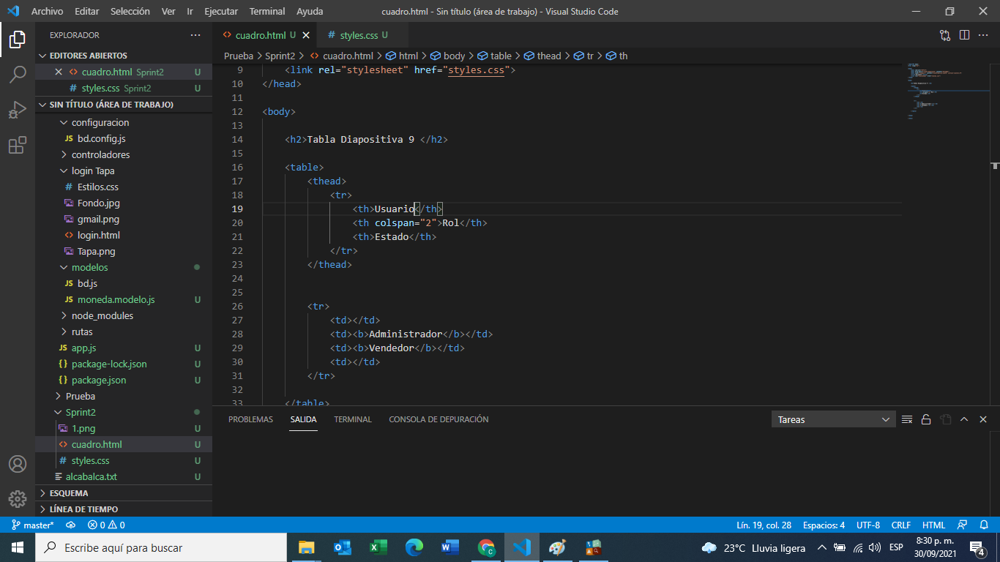 Archivo Editar Selección Ver Ir Ejecutar Terminal Ayuda cuadro.html - Sin título (área de trabajo) - Visual Studio Code
EXPLORADOR
EDITORES ABIERTOS
cuadro.html Sprint2 U
styles.css Sprint2 U
SIN TÍTULO (ÁREA DE TRABAJO)
configuracion
JS bd.config.js
controladores
login Tapa
# Estilos.css
Fondo.jpg
gmail.png
<> login.html
Tapa.png
modelos
JS bd.js
JS moneda.modelo.js U
node_modules
rutas
JS app.js U
{} package-lock.json U
{} package.json U
Prueba
Sprint2
1.png U
<> cuadro.html U
# styles.css U
alcabalca.txt U
ESQUEMA
LÍNEA DE TIEMPO
<> cuadro.html U # styles.css U
Prueba > Sprint2 > <> cuadro.html > html > body > table > thead > tr > th
9 <link rel="stylesheet" href="styles.css">
10 </head>
11
12 <body>
13
14 <h2>Tabla Diapositiva 9 </h2>
15
16 <table>
17 <thead>
18 <tr>
19 <th>Usuario</th>
20 <th colspan="2">Rol</th>
21 <th>Estado</th>
22 </tr>
23 </thead>
24
25
26 <tr>
27 <td></td>
28 <td><b>Administrador</b></td>
29 <td><b>Vendedor</b></td>
30 <td></td>
31 </tr>
32
33 </table>
PROBLEMAS SALIDA TERMINAL CONSOLA DE DEPURACIÓN Tareas
master* 0 0 Lín. 19, col. 28 Espacios: 4 UTF-8 CRLF HTML
Escribe aquí para buscar 23°C Lluvia ligera ESP 8:30 p. m.
30/09/2021 4